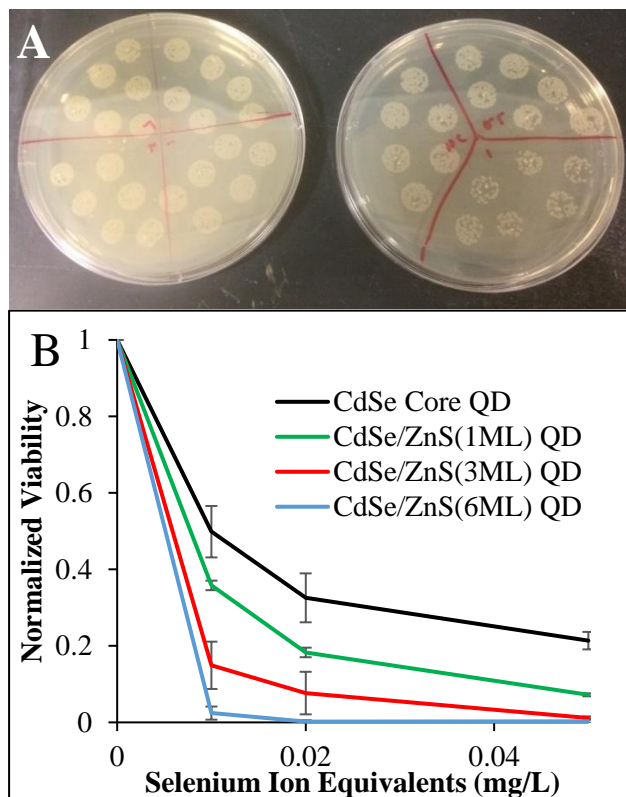 A
B
1
0.8
0.6
0.4
0.2
0
Normalized Viability
CdSe Core QD
CdSe/ZnS(1ML) QD
CdSe/ZnS(3ML) QD
CdSe/ZnS(6ML) QD
0
0.02
0.04
Selenium Ion Equivalents (mg/L)